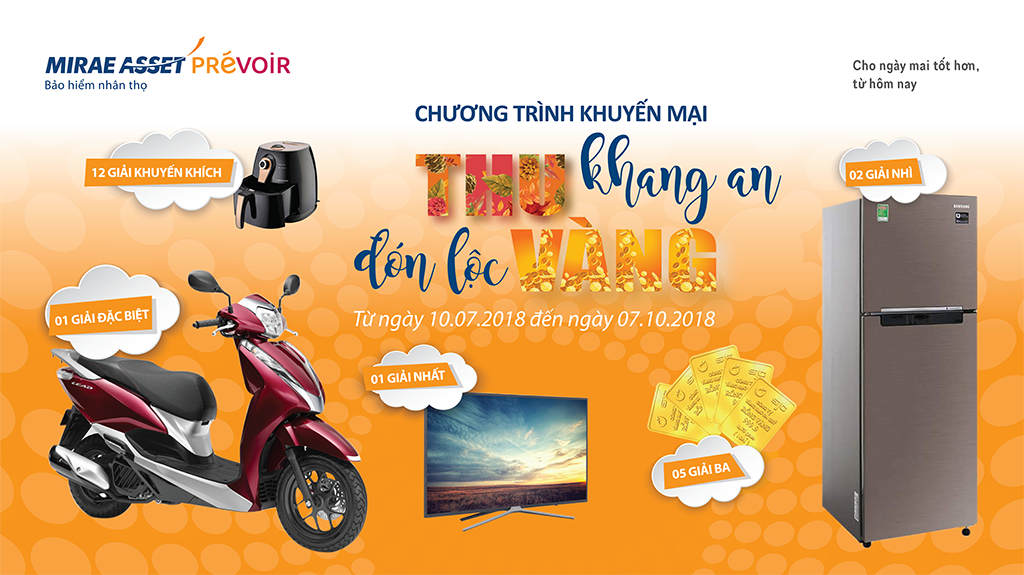 MIRAE ASSET PRéVOIR
Bảo hiểm nhân thọ
Cho ngày mai tốt hơn,
từ hôm nay
CHƯƠNG TRÌNH KHUYẾN MẠI
THU khang an
đón lộc VÀNG
Từ ngày 10.07.2018 đến ngày 07.10.2018
12 GIẢI KHUYẾN KHÍCH
02 GIẢI NHÌ
SAMSUNG
01 GIẢI ĐẶC BIỆT
LEAD
01 GIẢI NHẤT
05 GIẢI BA